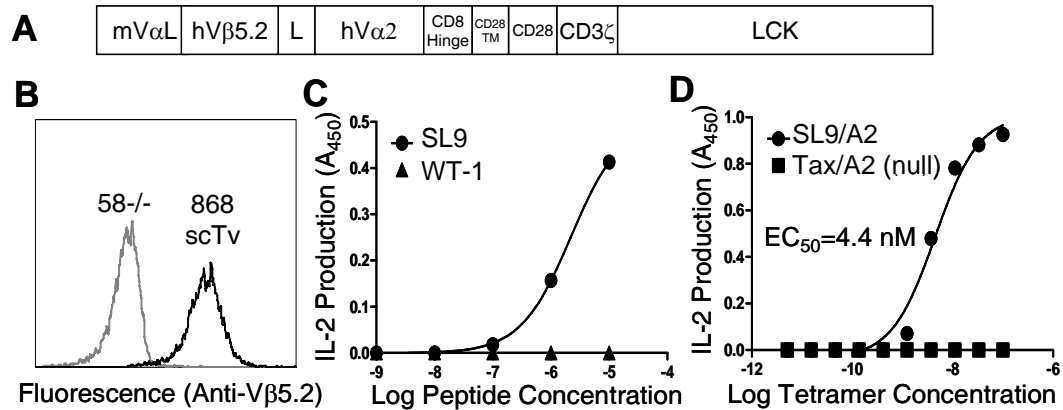 A
mVαL
hVβ5.2
L
hVα2
CD8
Hinge
CD28
TM
CD28
CD3ζ
LCK
B
58-/-
868
scTv
Fluorescence (Anti-Vβ5.2)
C
IL-2 Production (A450)
0.5
0.4
0.3
0.2
0.1
0.0
SL9
WT-1
-9
-8
-7
-6
-5
-4
Log Peptide Concentration
D
IL-2 Production (A450)
1.0
0.8
0.6
0.4
0.2
0.0
SL9/A2
Tax/A2 (null)
EC50=4.4 nM
-12
-10
-8
-6
Log Tetramer Concentration